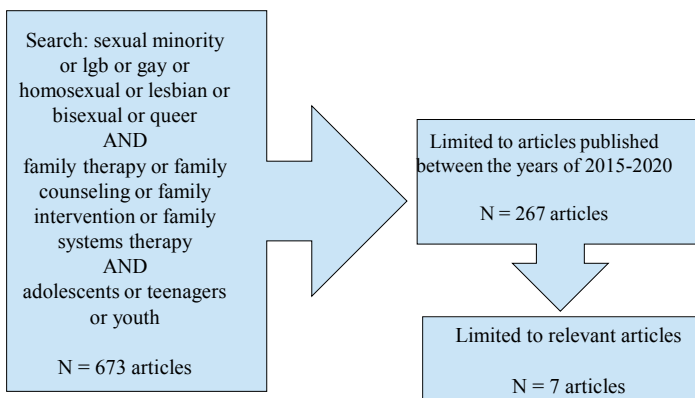 Search: sexual minority
or lgb or gay or
homosexual or lesbian or
bisexual or queer
AND
family therapy or family
counseling or family
intervention or family
systems therapy
AND
adolescents or teenagers
or youth
N = 673 articles
Limited to articles published
between the years of 2015-2020
N = 267 articles
Limited to relevant articles
N = 7 articles